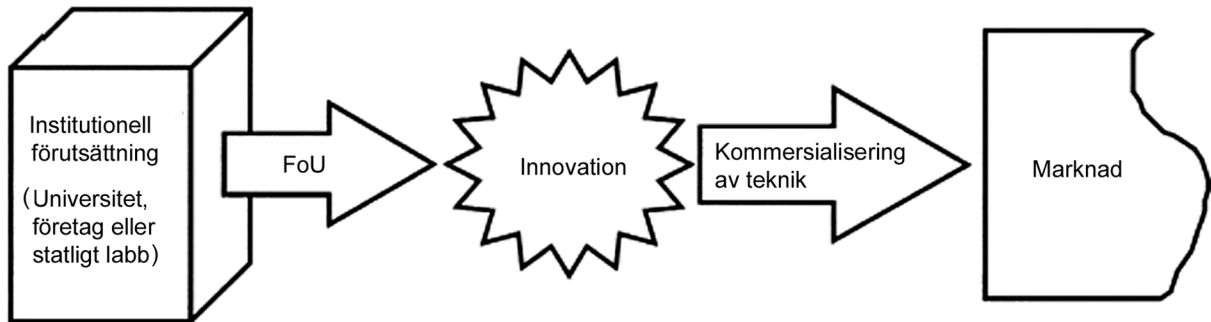 Institutionell
förutsättning
(Universitet,
företag eller
statligt labb)
FoU
Innovation
Kommersialisering
av teknik
Marknad